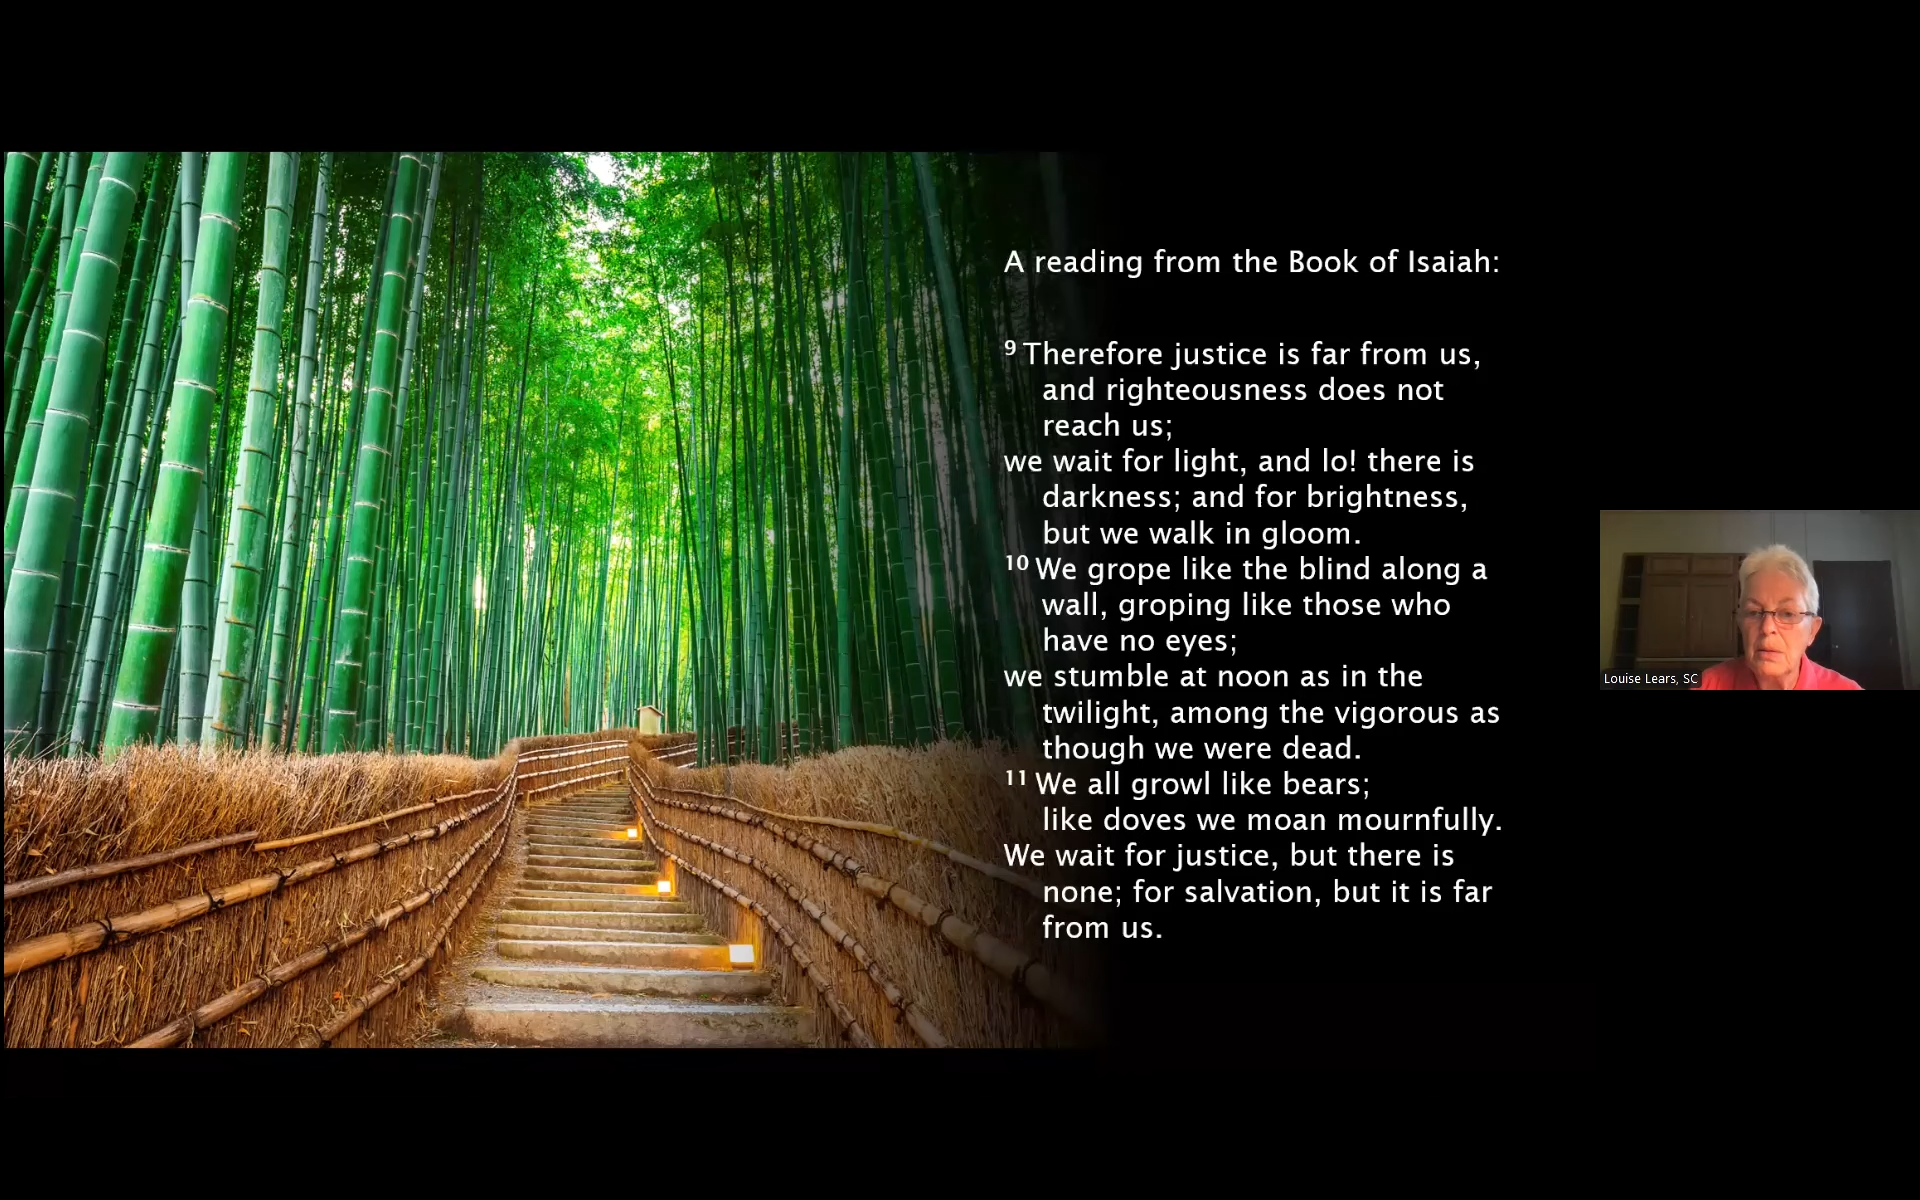 A reading from the Book of Isaiah:
9 Therefore justice is far from us,
and righteousness does not
reach us;
we wait for light, and lo! there is
darkness; and for brightness,
but we walk in gloom.
10 We grope like the blind along a
wall, groping like those who
have no eyes;
we stumble at noon as in the
twilight, among the vigorous as
though we were dead.
11 We all growl like bears;
like doves we moan mournfully.
We wait for justice, but there is
none; for salvation, but it is far
from us.
Louise Lears, SC